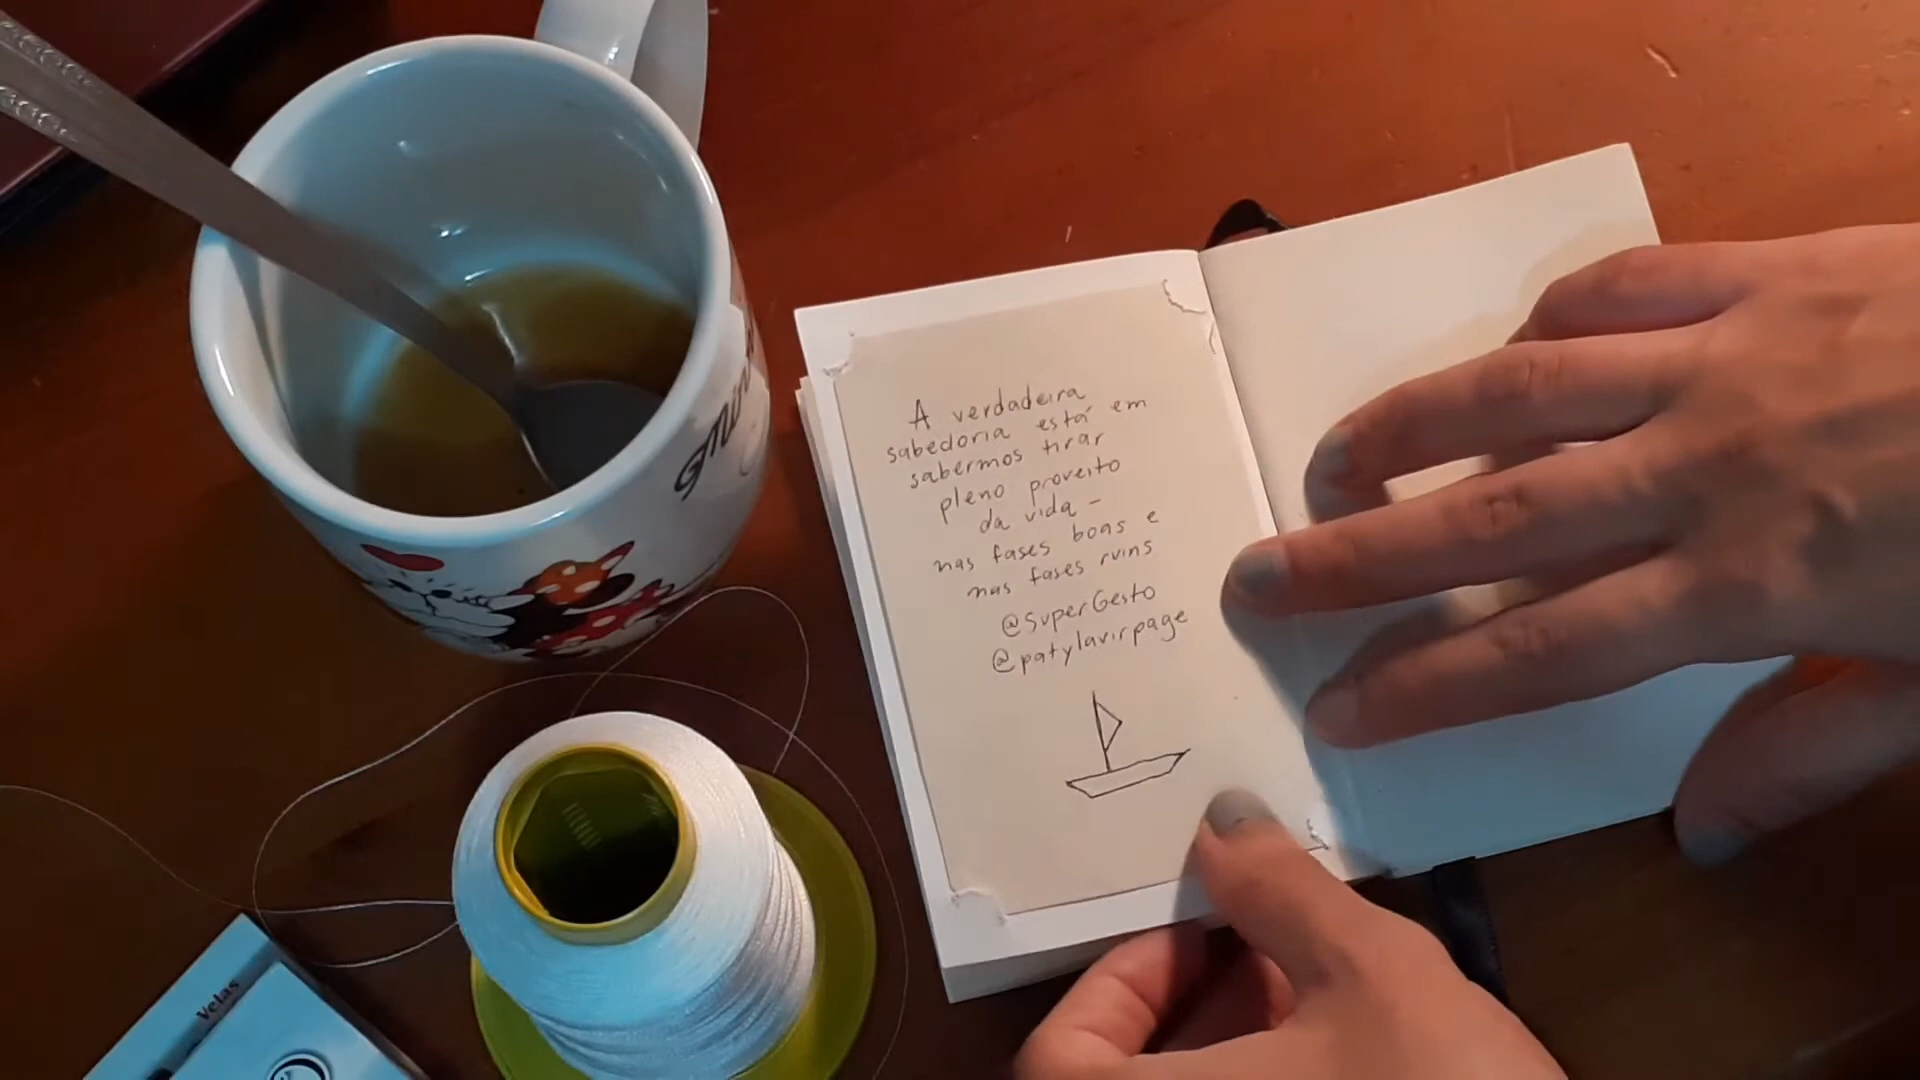 A verdadeira
sabedoria está em
sabermos tirar
pleno proveito
da vida -
nas fases boas e
nas fases ruins
@SuperGesto
@patylavirpage
Velas